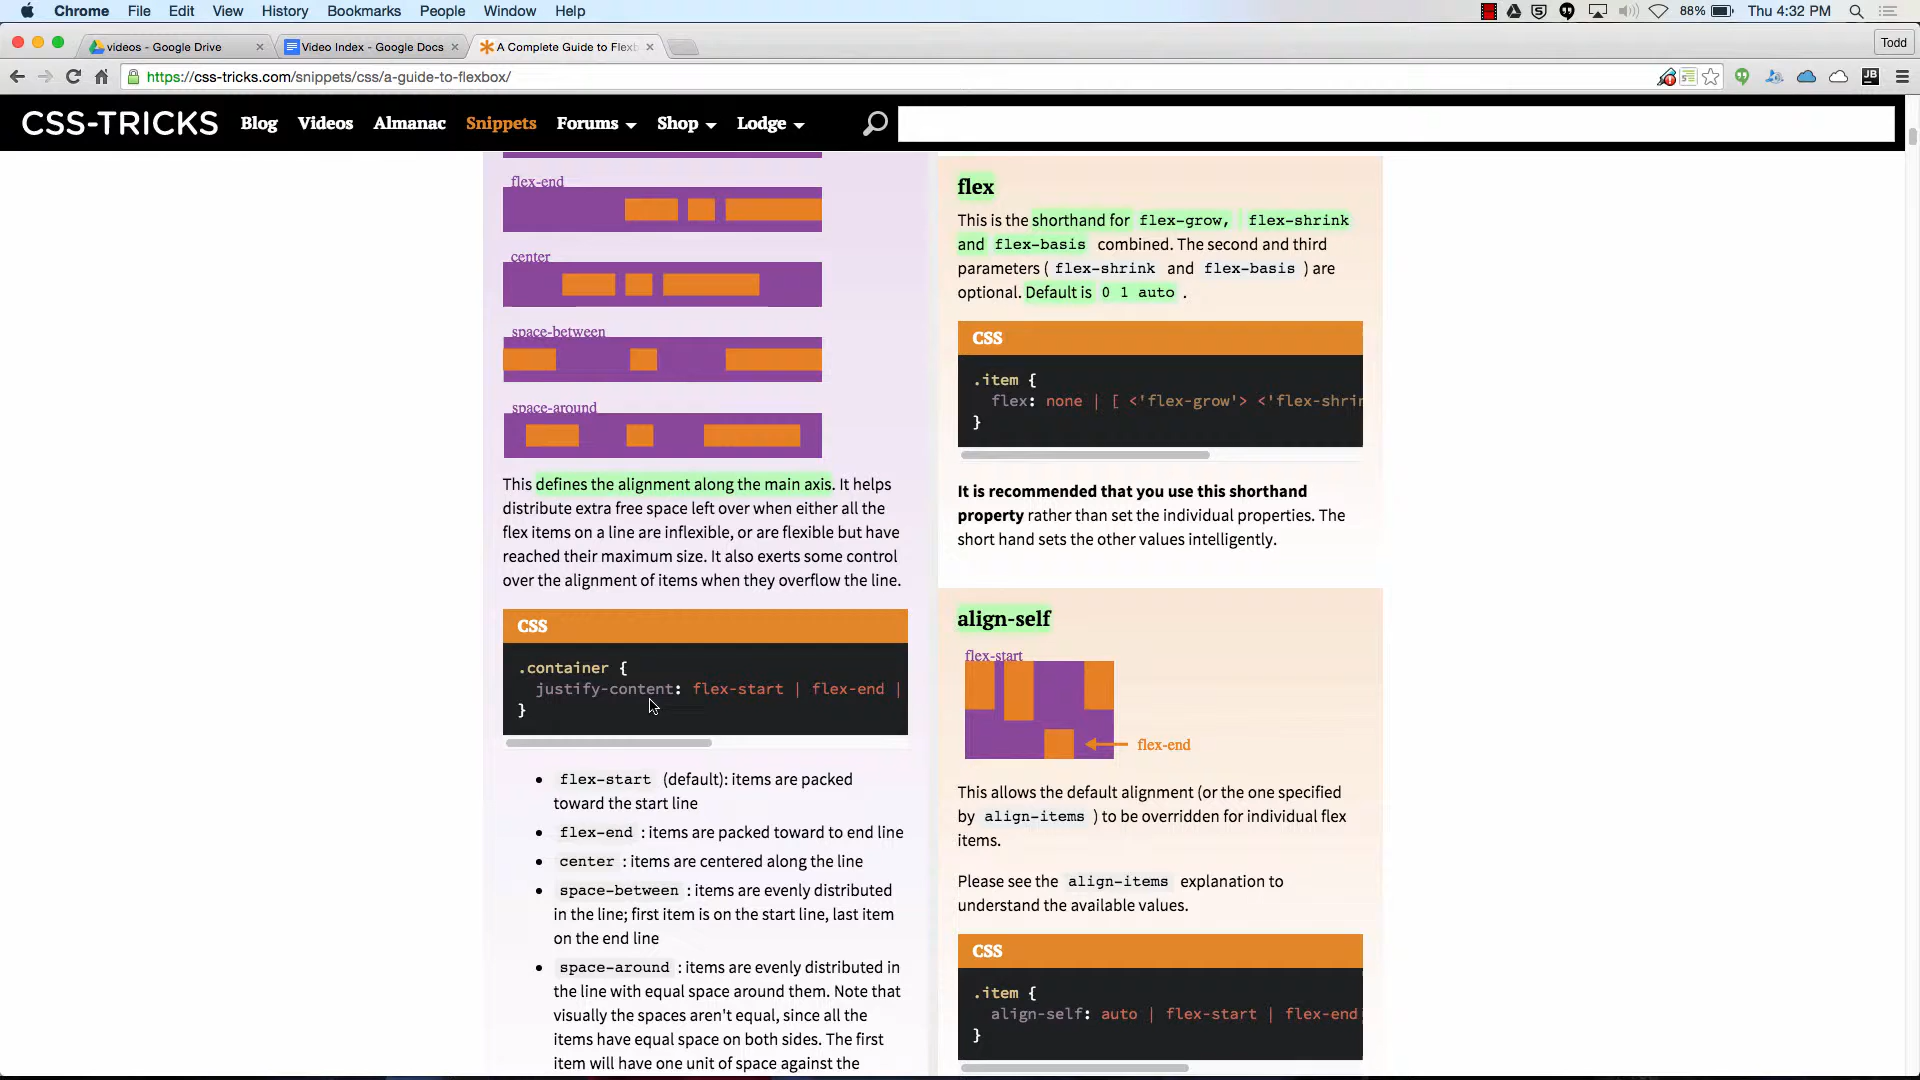 Chrome File Edit View History Bookmarks People Window Help 88% Thu 4:32 PM
videos - Google Drive Video Index - Google Docs A Complete Guide to Flexb Todd
https://css-tricks.com/snippets/css/a-guide-to-flexbox/ JB
CSS-TRICKS Blog Videos Almanac Snippets Forums Shop Lodge
flex-end
center
space-between
space-around
This defines the alignment along the main axis. It helps
distribute extra free space left over when either all the
flex items on a line are inflexible, or are flexible but have
reached their maximum size. It also exerts some control
over the alignment of items when they overflow the line.
CSS
.container {
justify-content: flex-start | flex-end |
}
flex-start (default): items are packed
toward the start line
flex-end : items are packed toward to end line
center : items are centered along the line
space-between : items are evenly distributed
in the line; first item is on the start line, last item
on the end line
space-around : items are evenly distributed in
the line with equal space around them. Note that
visually the spaces aren't equal, since all the
items have equal space on both sides. The first
item will have one unit of space against the
flex
This is the shorthand for flex-grow, flex-shrink
and flex-basis combined. The second and third
parameters ( flex-shrink and flex-basis ) are
optional. Default is 0 1 auto .
CSS
.item {
flex: none | [ <'flex-grow'> <'flex-shrin
}
It is recommended that you use this shorthand
property rather than set the individual properties. The
short hand sets the other values intelligently.
align-self
flex-start
flex-end
This allows the default alignment (or the one specified
by align-items ) to be overridden for individual flex
items.
Please see the align-items explanation to
understand the available values.
CSS
.item {
align-self: auto | flex-start | flex-end
}